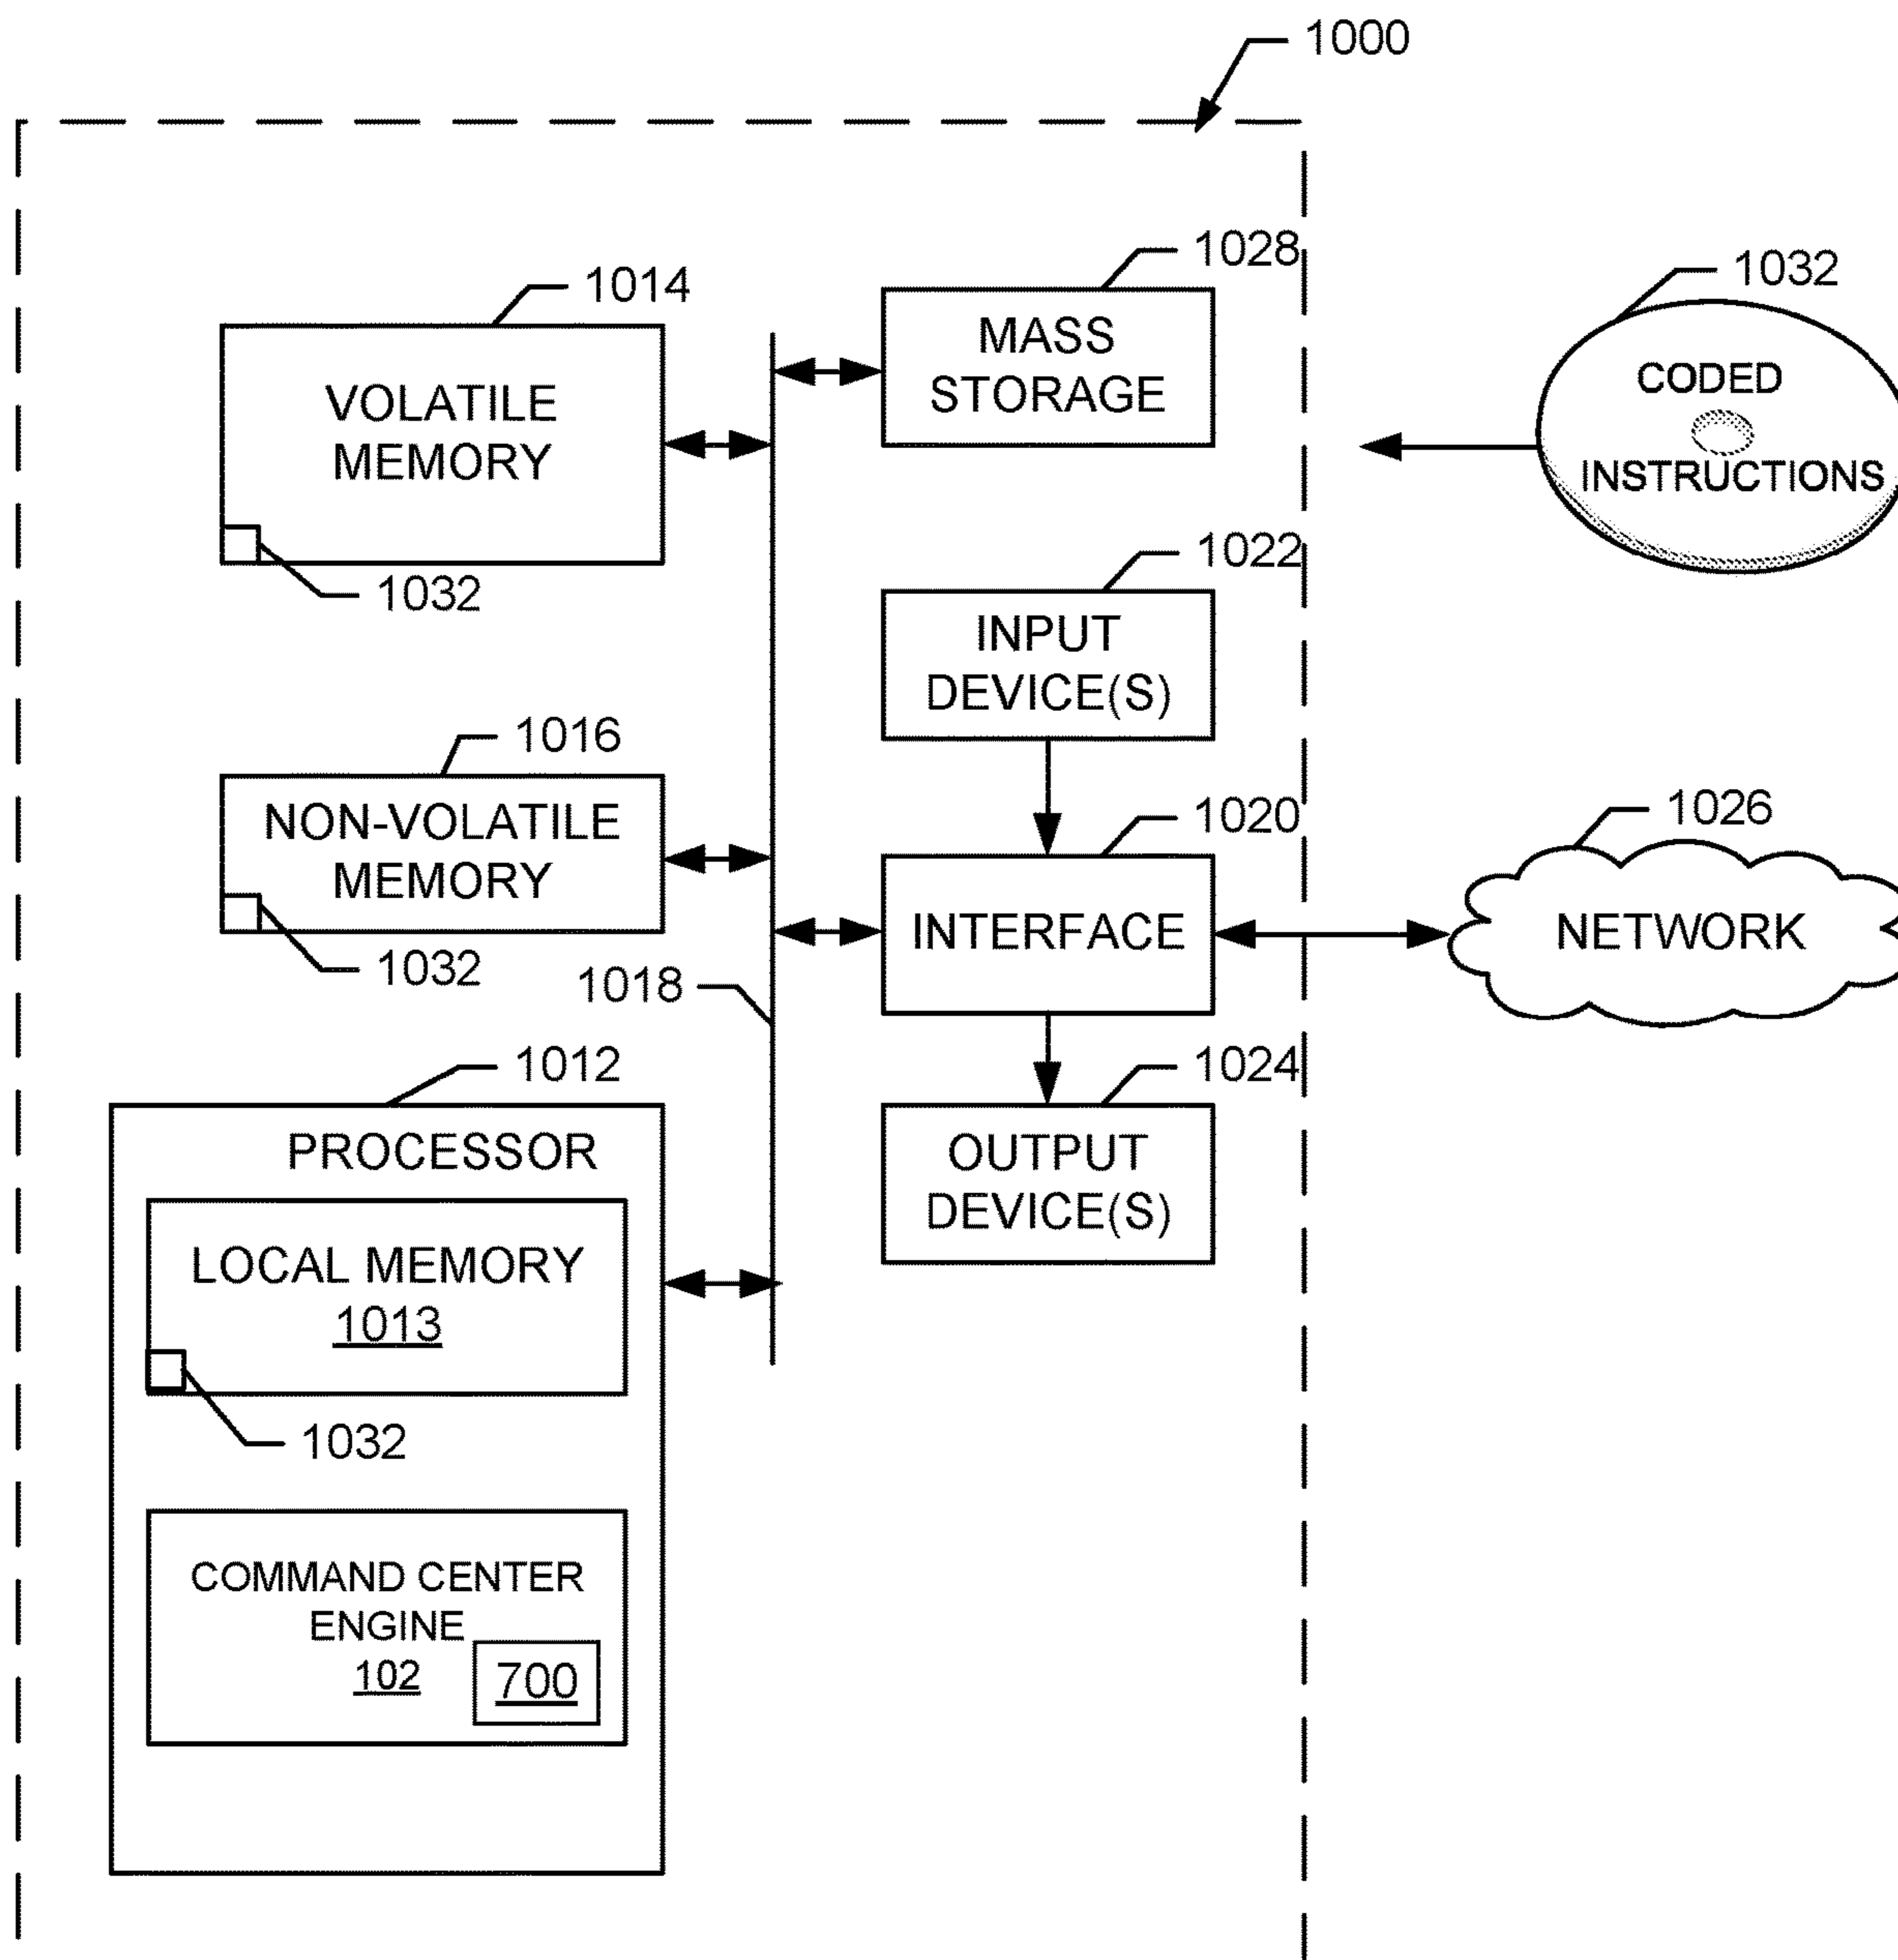 1000
1028
MASS
STORAGE
1032
CODED
INSTRUCTIONS
1014
VOLATILE
MEMORY
1032
1022
INPUT
DEVICE(S)
1016
NON-VOLATILE
MEMORY
1032
1020
INTERFACE
1026
NETWORK
1018
1024
OUTPUT
DEVICE(S)
1012
PROCESSOR
LOCAL MEMORY
1013
1032
COMMAND CENTER
ENGINE
102
700